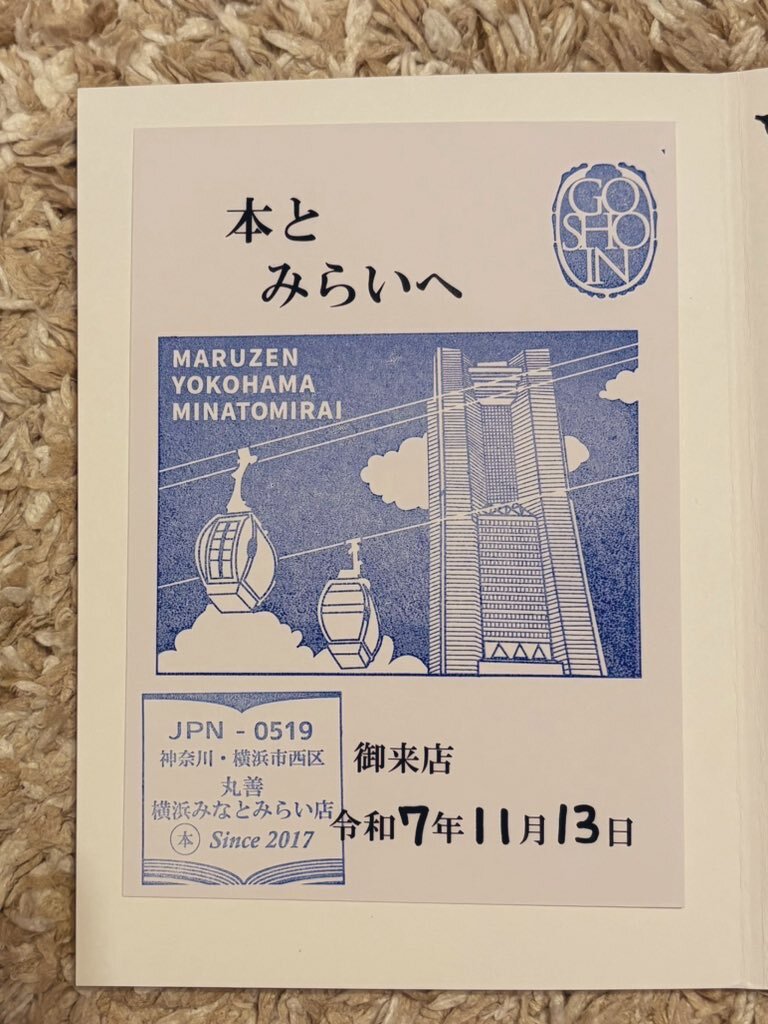 本と
みらいへ
GO
SHO
IN
MARUZEN
YOKOHAMA
MINATOMIRAI
JPN - 0519
神奈川・横浜市西区
丸善
横浜みなとみらい店
本 Since 2017
御来店
令和7年11月13日